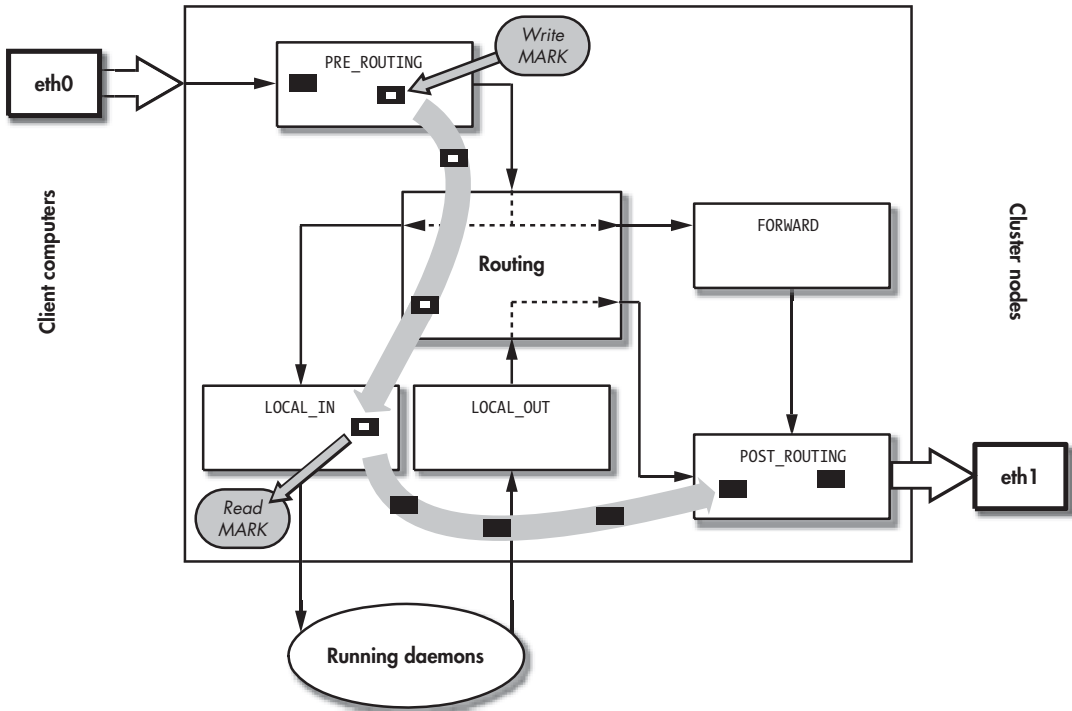 Write
MARK
PRE_ROUTING
eth0
Client computers
FORWARD
Routing
Cluster nodes
LOCAL_IN
LOCAL_OUT
POST_ROUTING
eth1
Read
MARK
Running daemons